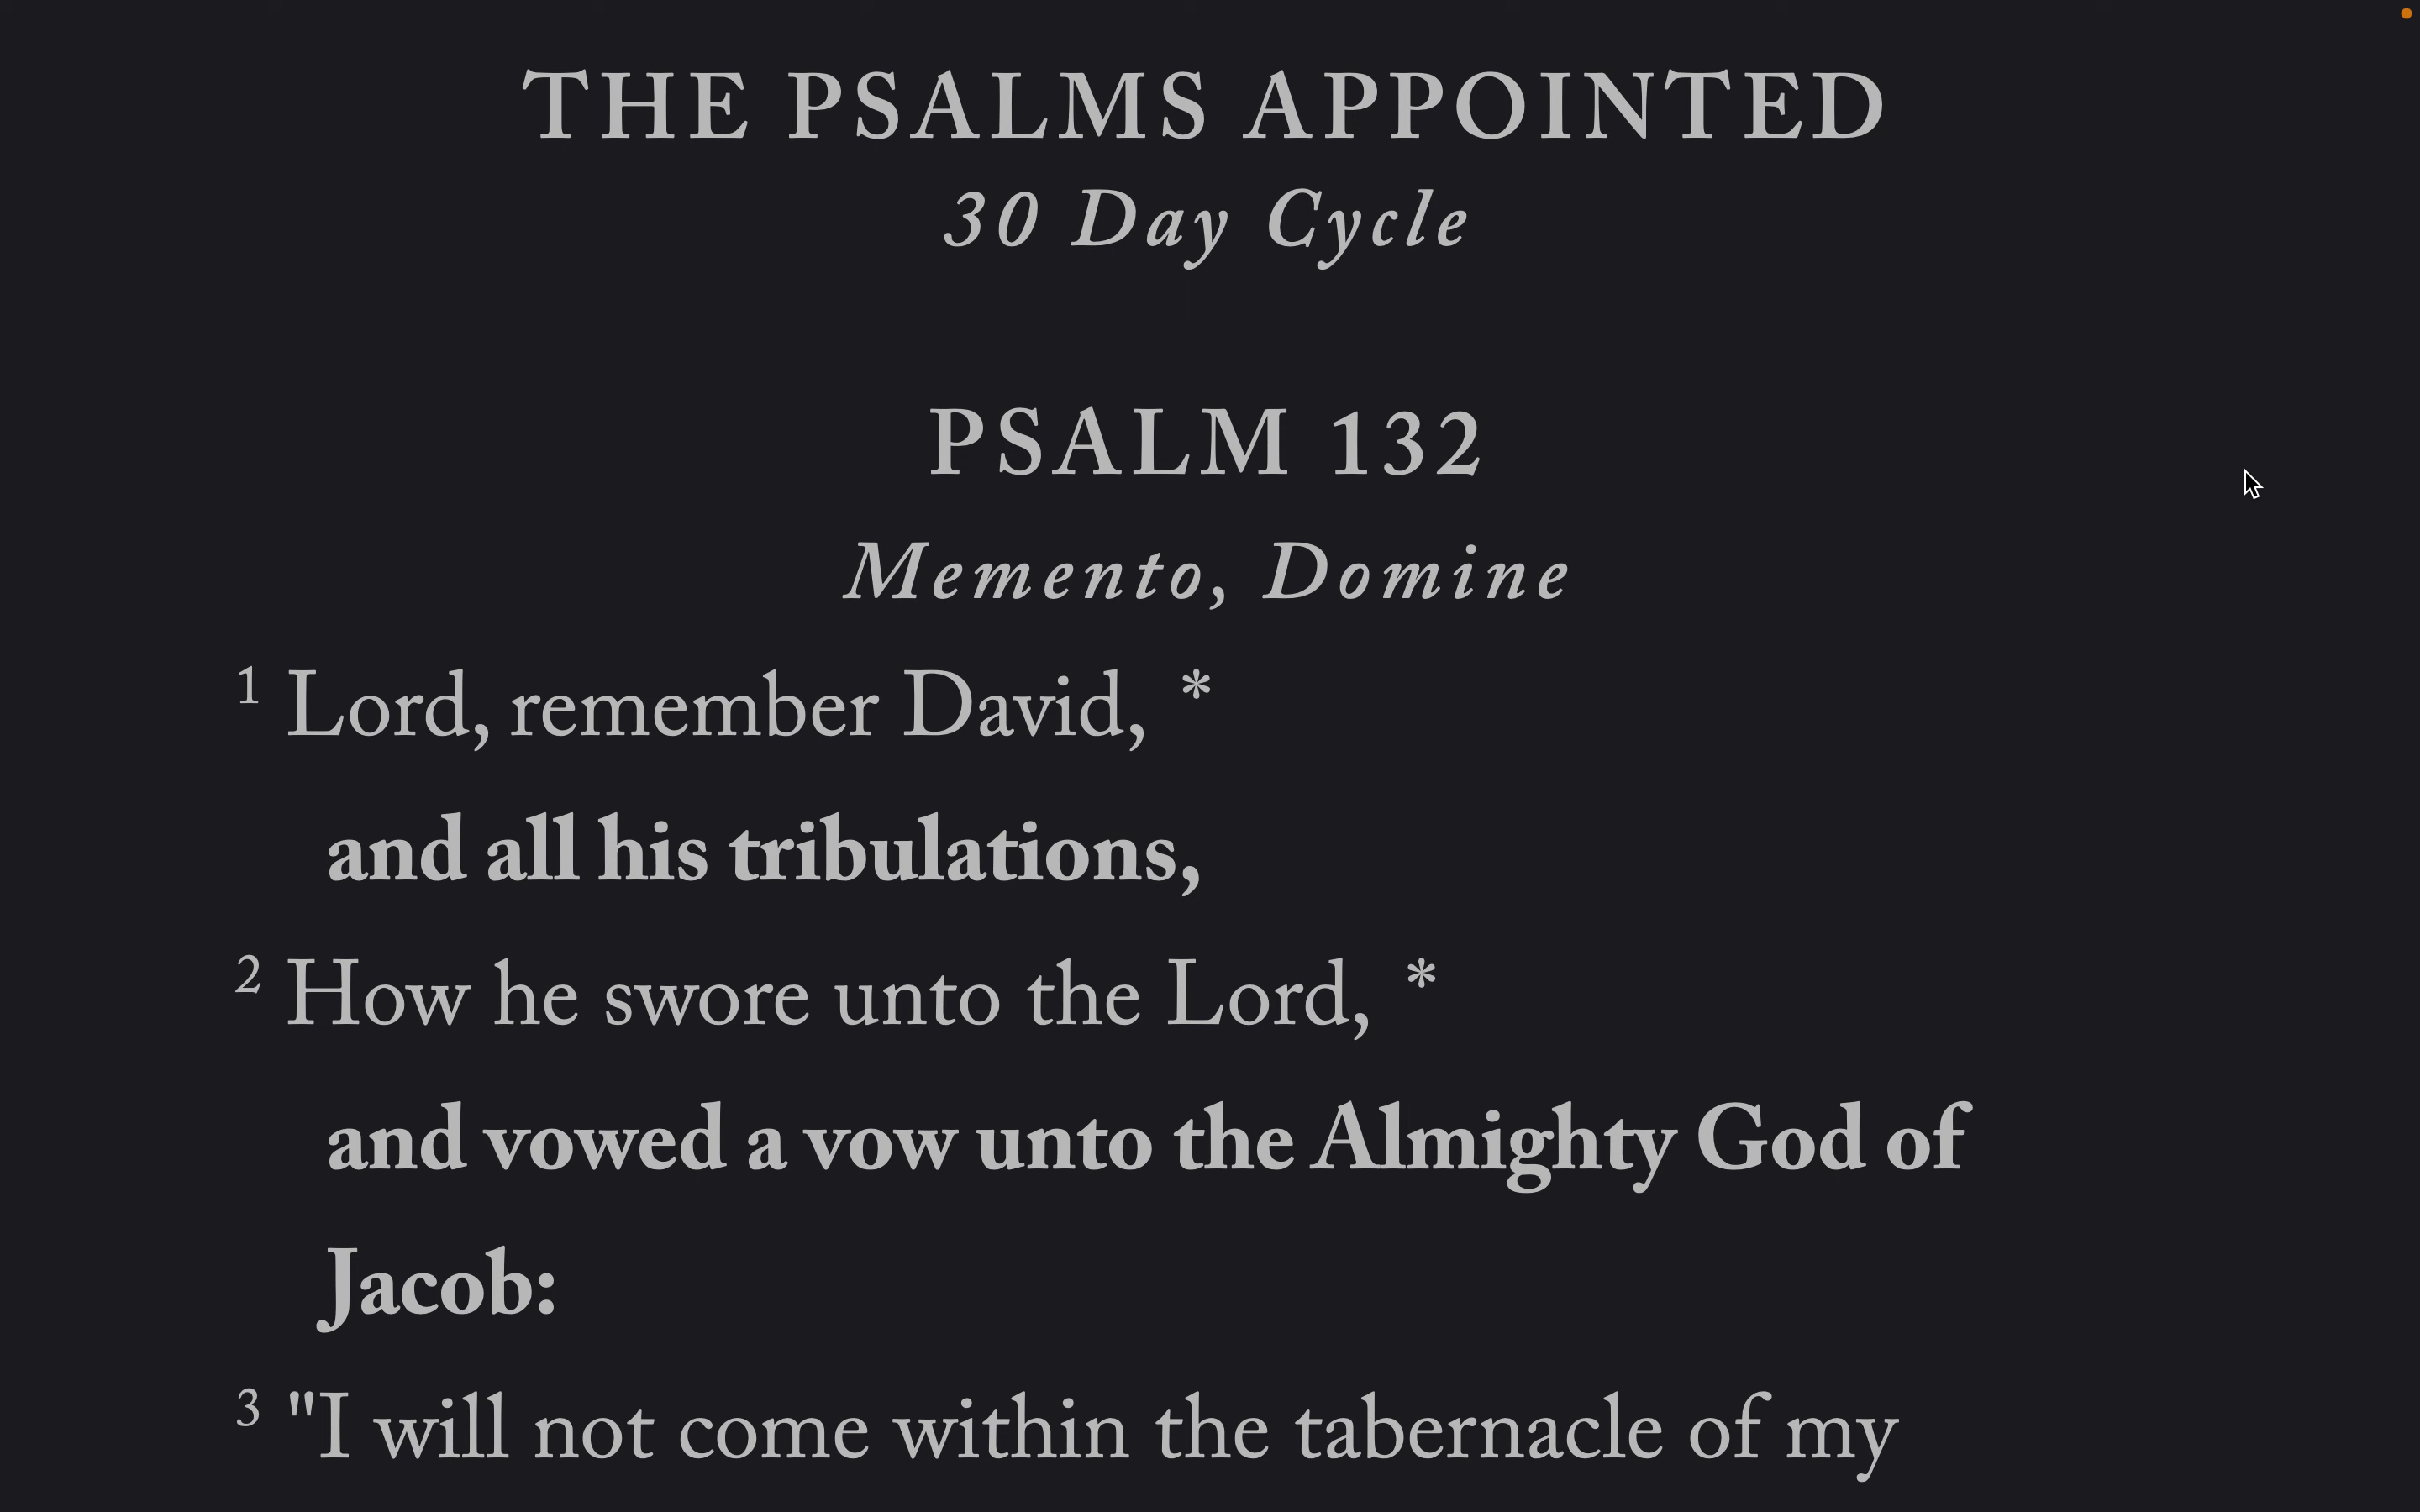 THE PSALMS APPOINTED
30 Day Cycle
PSALM 132
Memento, Domine
1 Lord, remember David, *
and all his tribulations,
2 How he swore unto the Lord, *
and vowed a vow unto the Almighty God of
Jacob:
3 "I will not come within the tabernacle of my